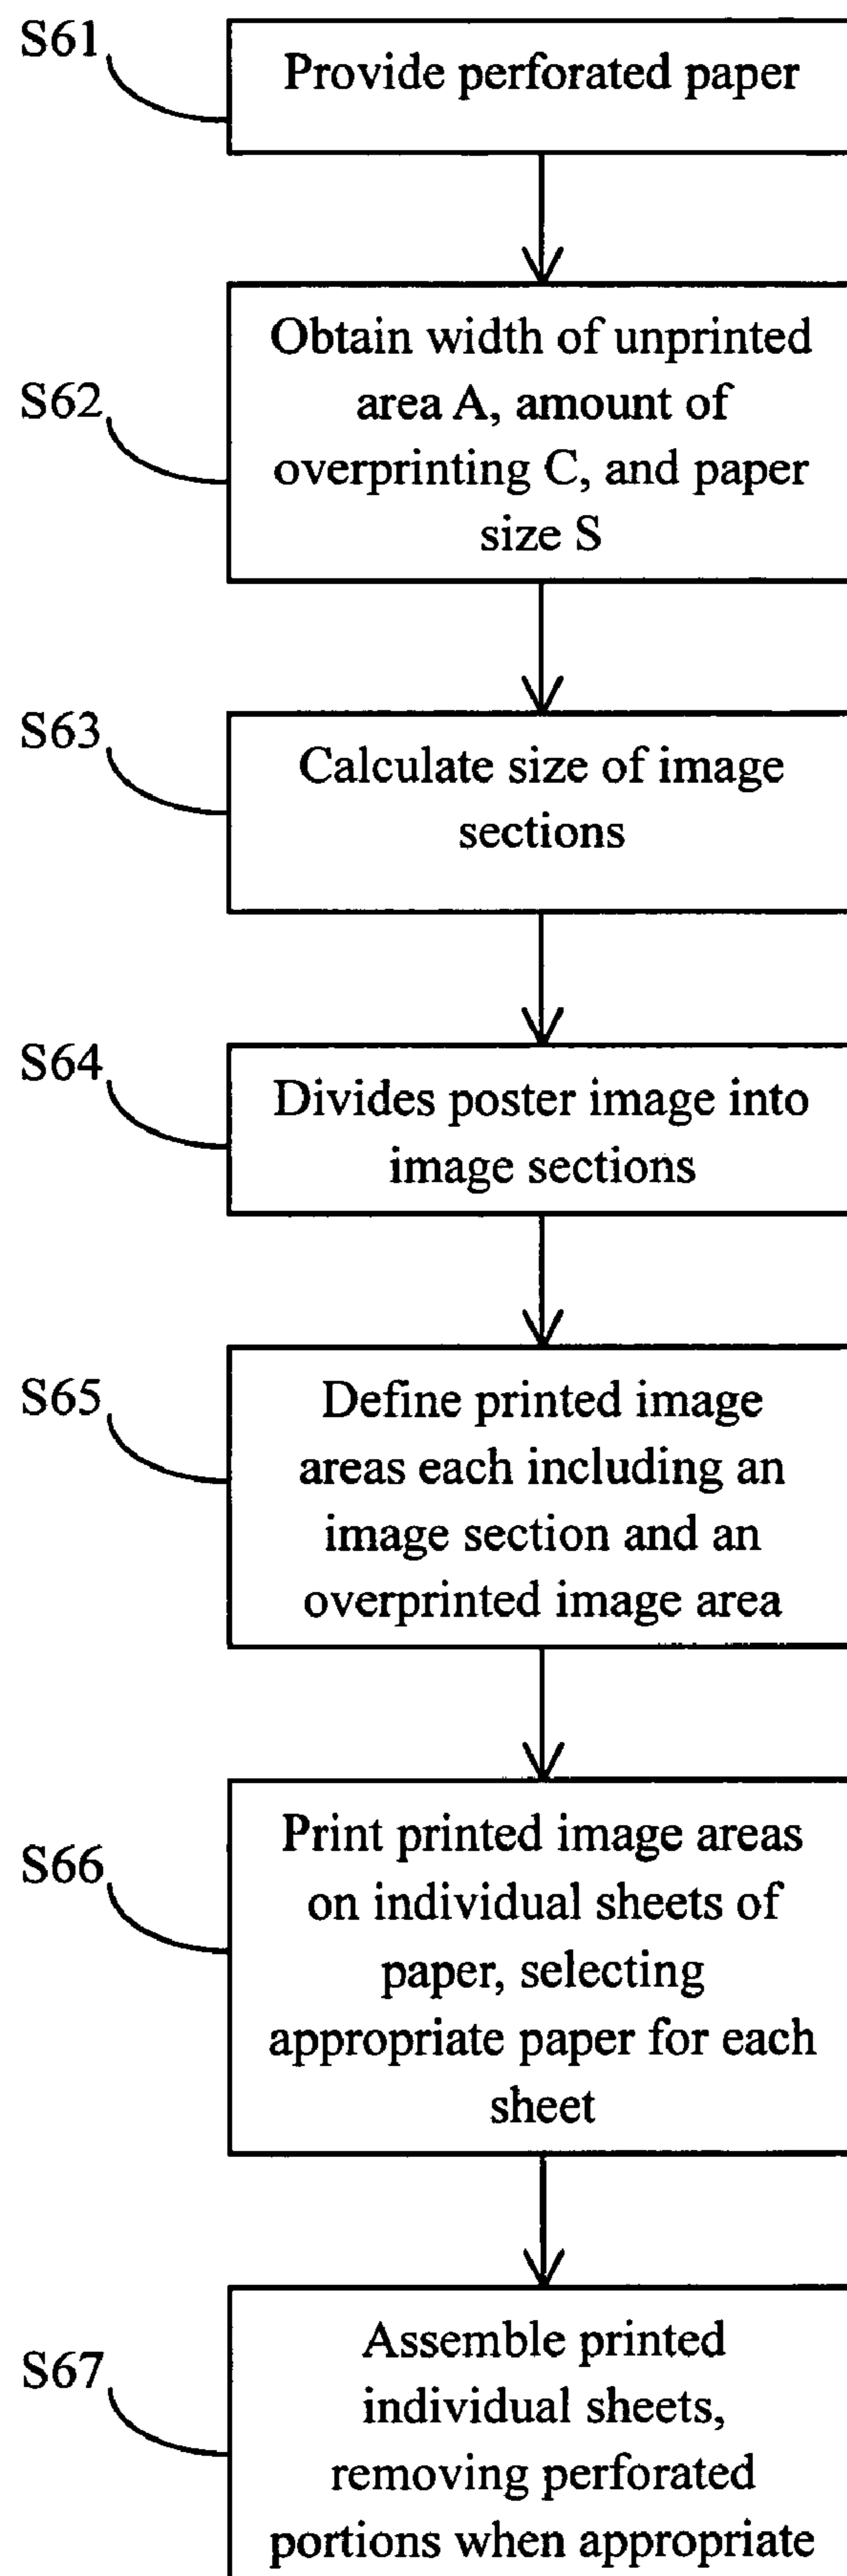 S61
Provide perforated paper
S62
Obtain width of unprinted
area A, amount of
overprinting C, and paper
size S
S63
Calculate size of image
sections
S64
Divides poster image into
image sections
S65
Define printed image
areas each including an
image section and an
overprinted image area
S66
Print printed image areas
on individual sheets of
paper, selecting
appropriate paper for each
sheet
S67
Assemble printed
individual sheets,
removing perforated
portions when appropriate